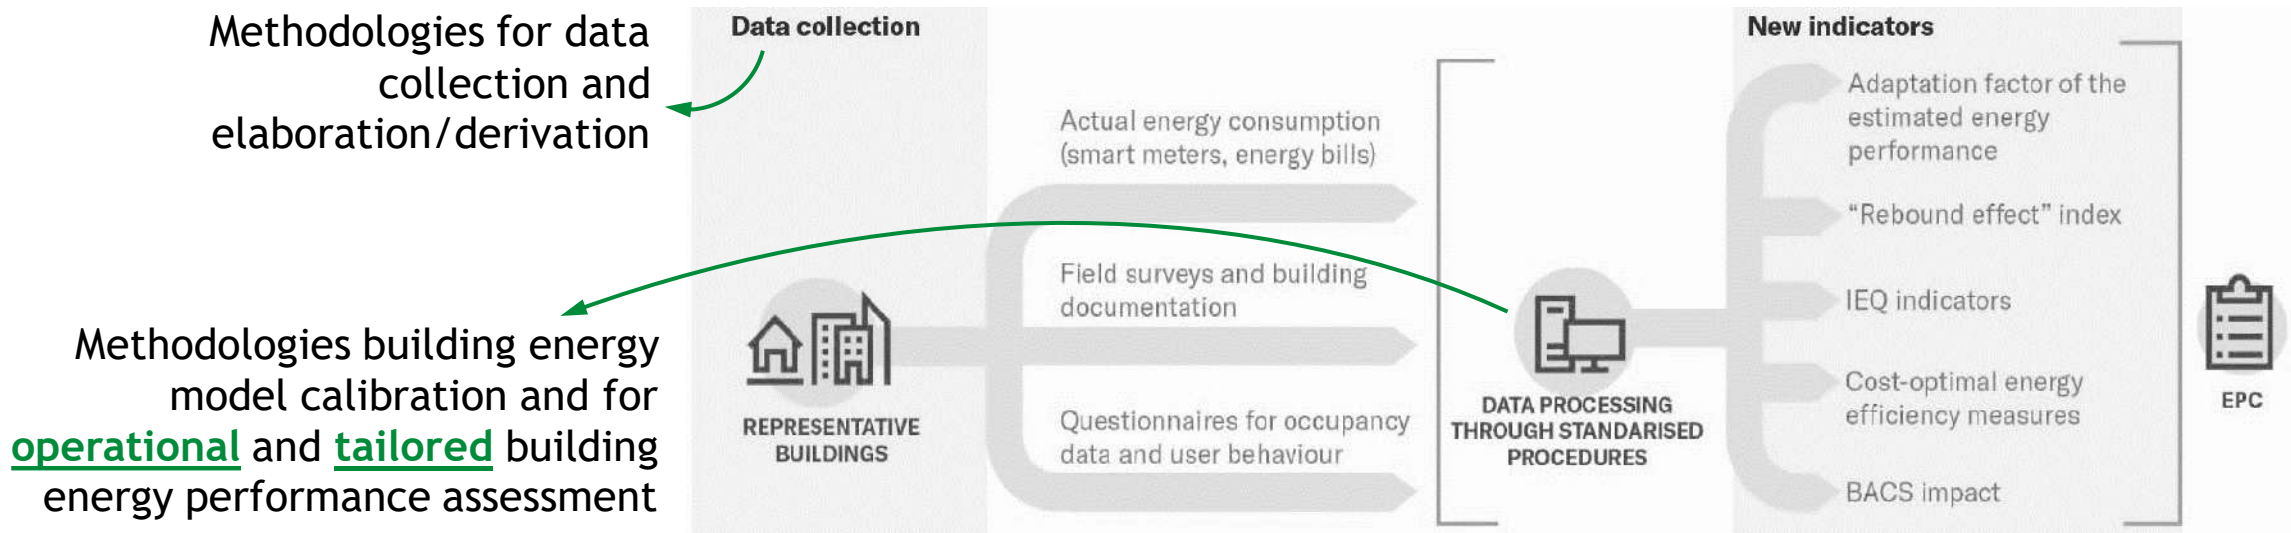 Methodologies for data
collection and
elaboration/derivation
Methodologies building energy
model calibration and for
operational and tailored building
energy performance assessment
Data collection
REPRESENTATIVE
BUILDINGS
Actual energy consumption
(smart meters, energy bills)
Field surveys and building
documentation
Questionnaires for occupancy
data and user behaviour
DATA PROCESSING
THROUGH STANDARISED
PROCEDURES
New indicators
Adaptation factor of the
estimated energy
performance
“Rebound effect” index
IEQ indicators
Cost-optimal energy
efficiency measures
BACS impact
EPC